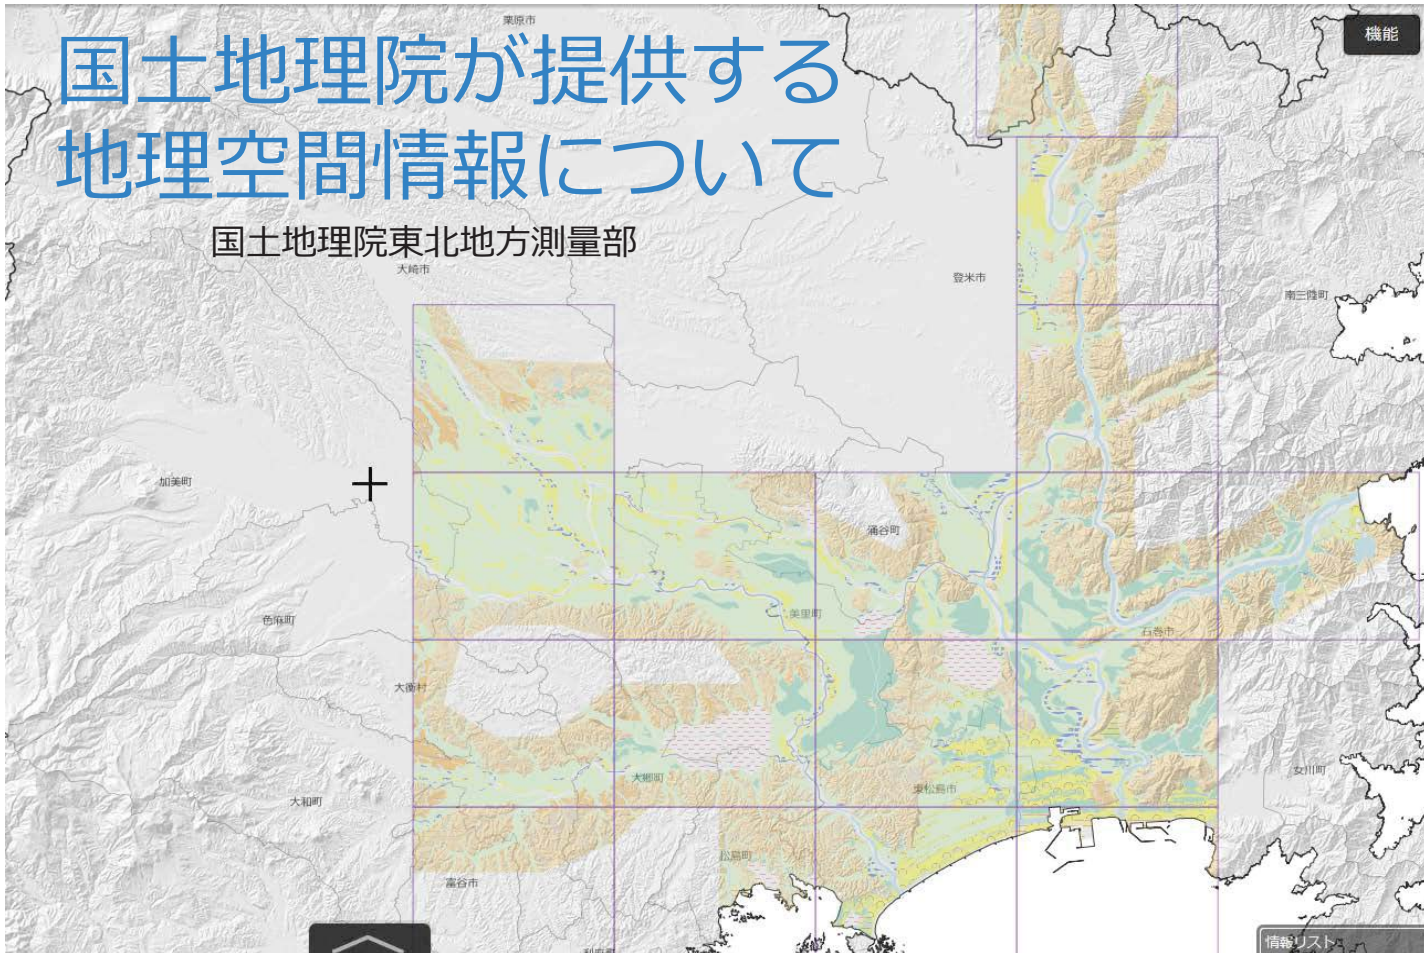 栗原市
機能
国土地理院が提供する
地理空間情報について
国土地理院東北地方測量部
大崎市
登米市
南三陸町
加美町
涌谷町
美里町
色麻町
石巻市
大衡村
女川町
大郷町
東松島市
大和町
松島町
富谷市
情報リスト